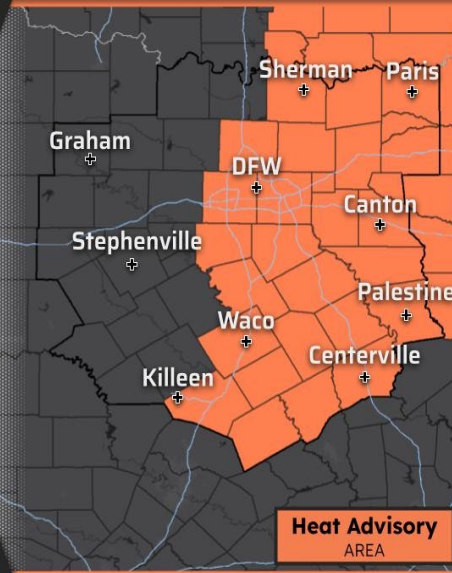 Sherman
Paris
Graham
DFW
Canton
Stephenville
Palestine
Waco
Centerville
Killeen
Heat Advisory
AREA